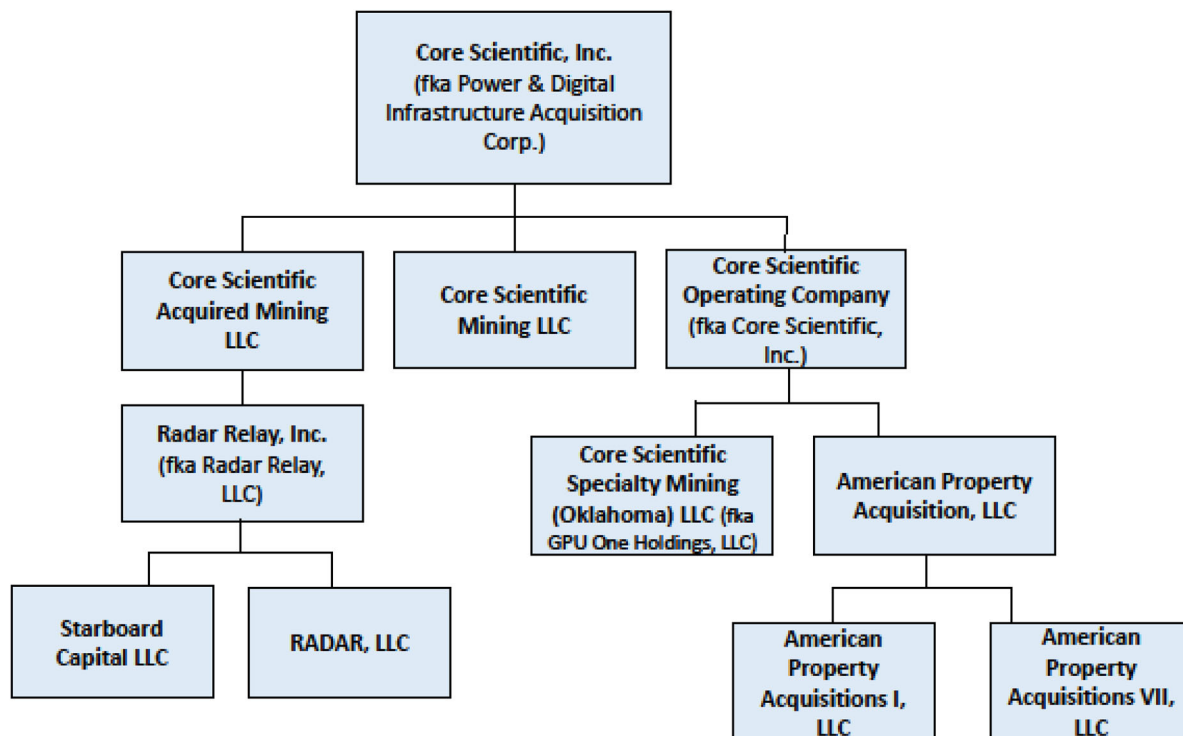 Core Scientific, Inc.
(fka Power & Digital
Infrastructure Acquisition
Corp.)
Core Scientific
Acquired Mining
LLC
Core Scientific
Mining LLC
Core Scientific
Operating Company
(fka Core Scientific,
Inc.)
Radar Relay, Inc.
(fka Radar Relay,
LLC)
Core Scientific
Specialty Mining
(Oklahoma) LLC (fka
GPU One Holdings, LLC)
American Property
Acquisition, LLC
Starboard
Capital LLC
RADAR, LLC
American
Property
Acquisitions I,
LLC
American
Property
Acquisitions VII,
LLC